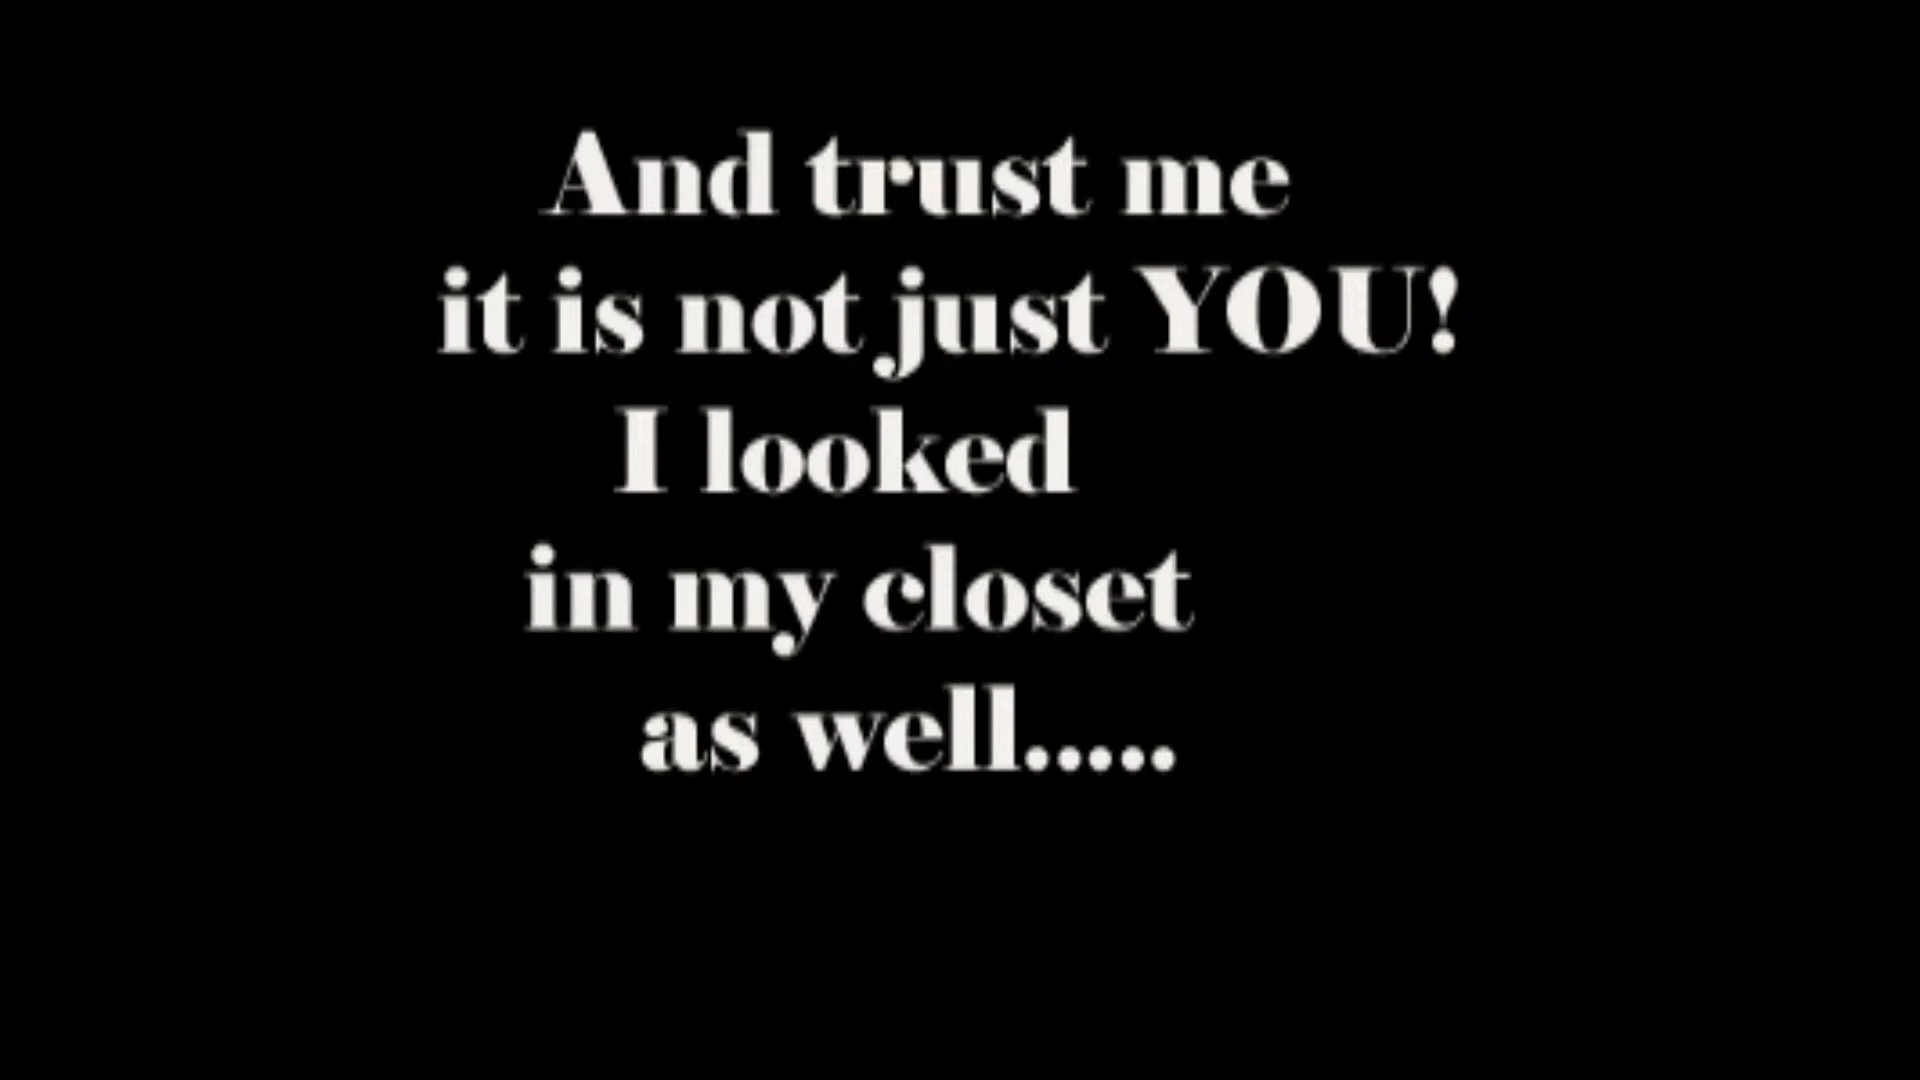 And trust me
it is not just YOU!
I looked
in my closet
as well.....